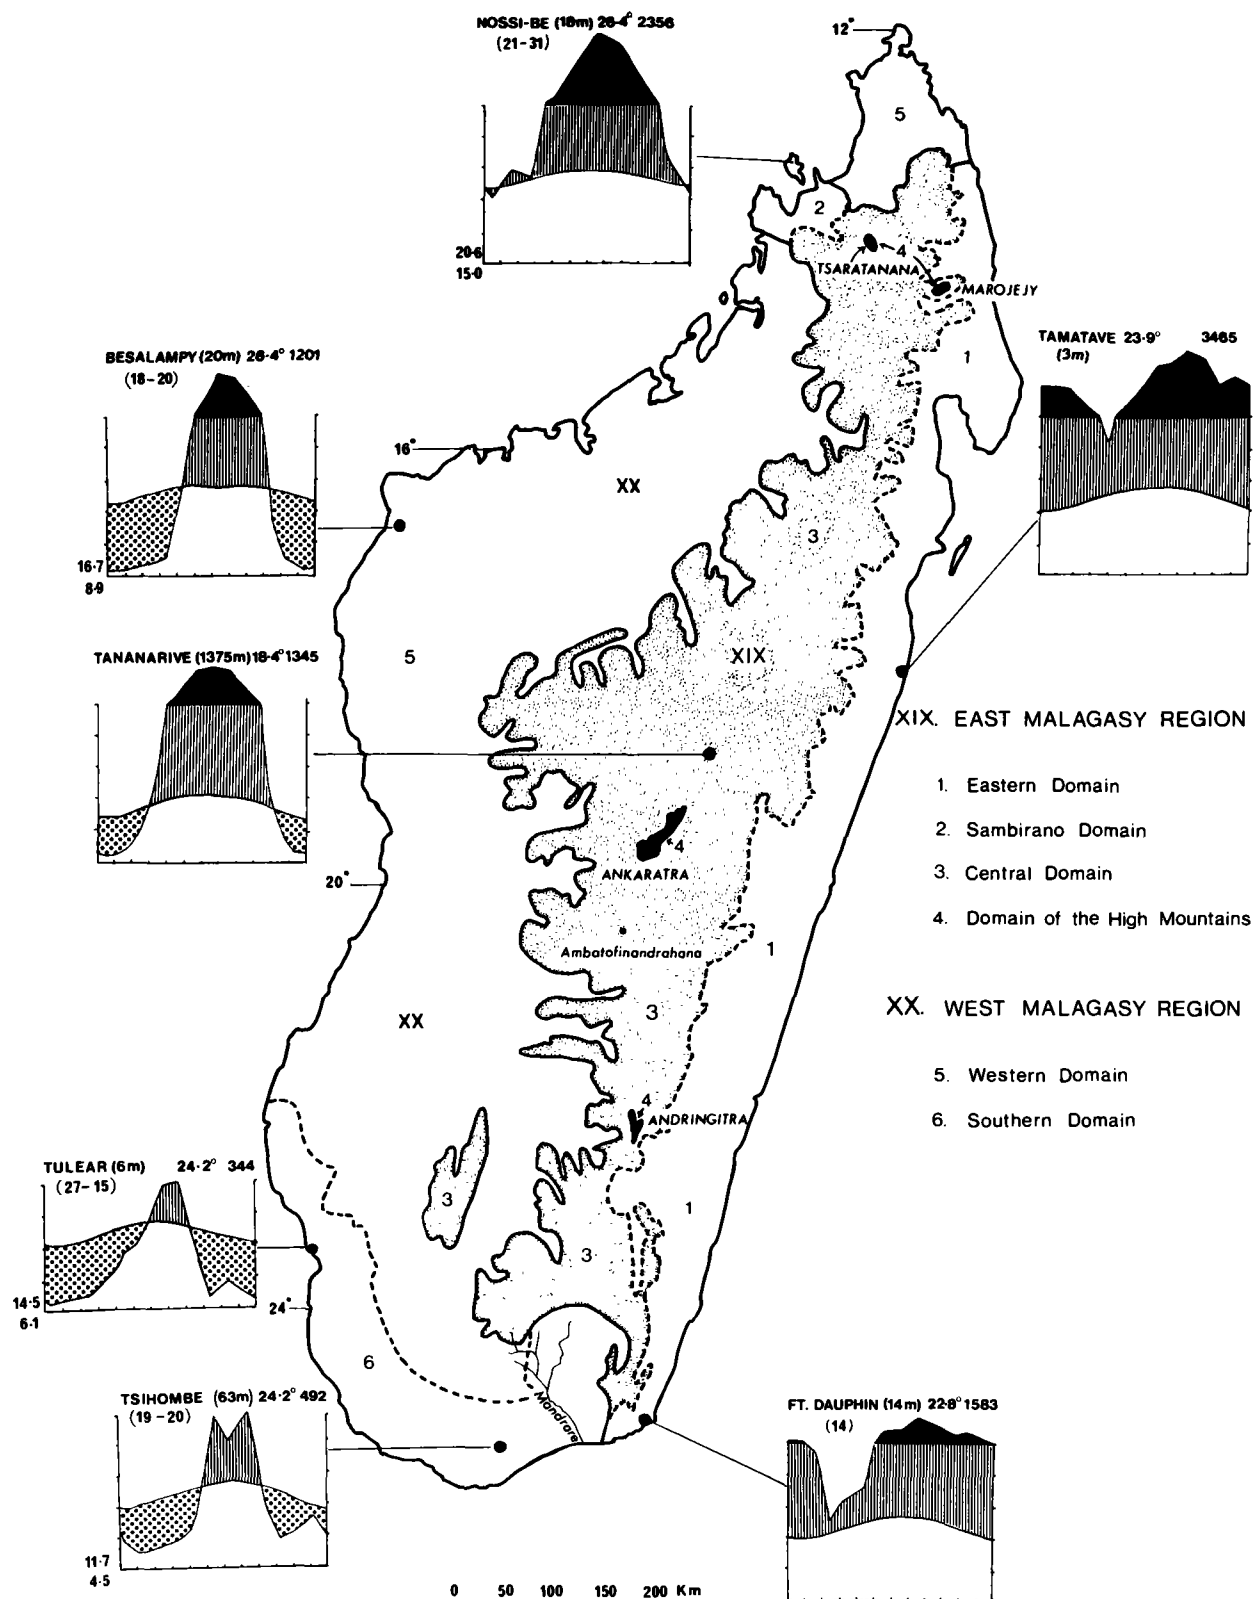 NOSSI-BE (18m) 26·4° 2356
(21-31)
20·6
15·0
12°
5
2
4
TSARATANANA
MAROJEJY
1
TAMATAVE 23·9° 3465
(3m)
BESALAMPY (20m) 26·4° 1201
(18-20)
16·7
8·9
16°
XX
3
TANANARIVE (1375m) 18·4° 1345
5
XIX
XIX. EAST MALAGASY REGION
1. Eastern Domain
2. Sambirano Domain
3. Central Domain
4. Domain of the High Mountains
4
ANKARATRA
20°
Ambatofinandrahana
1
XX
3
XX. WEST MALAGASY REGION
5. Western Domain
6. Southern Domain
4
ANDRINGITRA
TULEAR (6m) 24·2° 344
(27-15)
14·5
6·1
3
1
3
24°
6
Mandrare
TSIHOMBE (63m) 24·2° 492
(19-20)
11·7
4·5
FT. DAUPHIN (14m) 22·8° 1583
(14)
0 50 100 150 200 Km